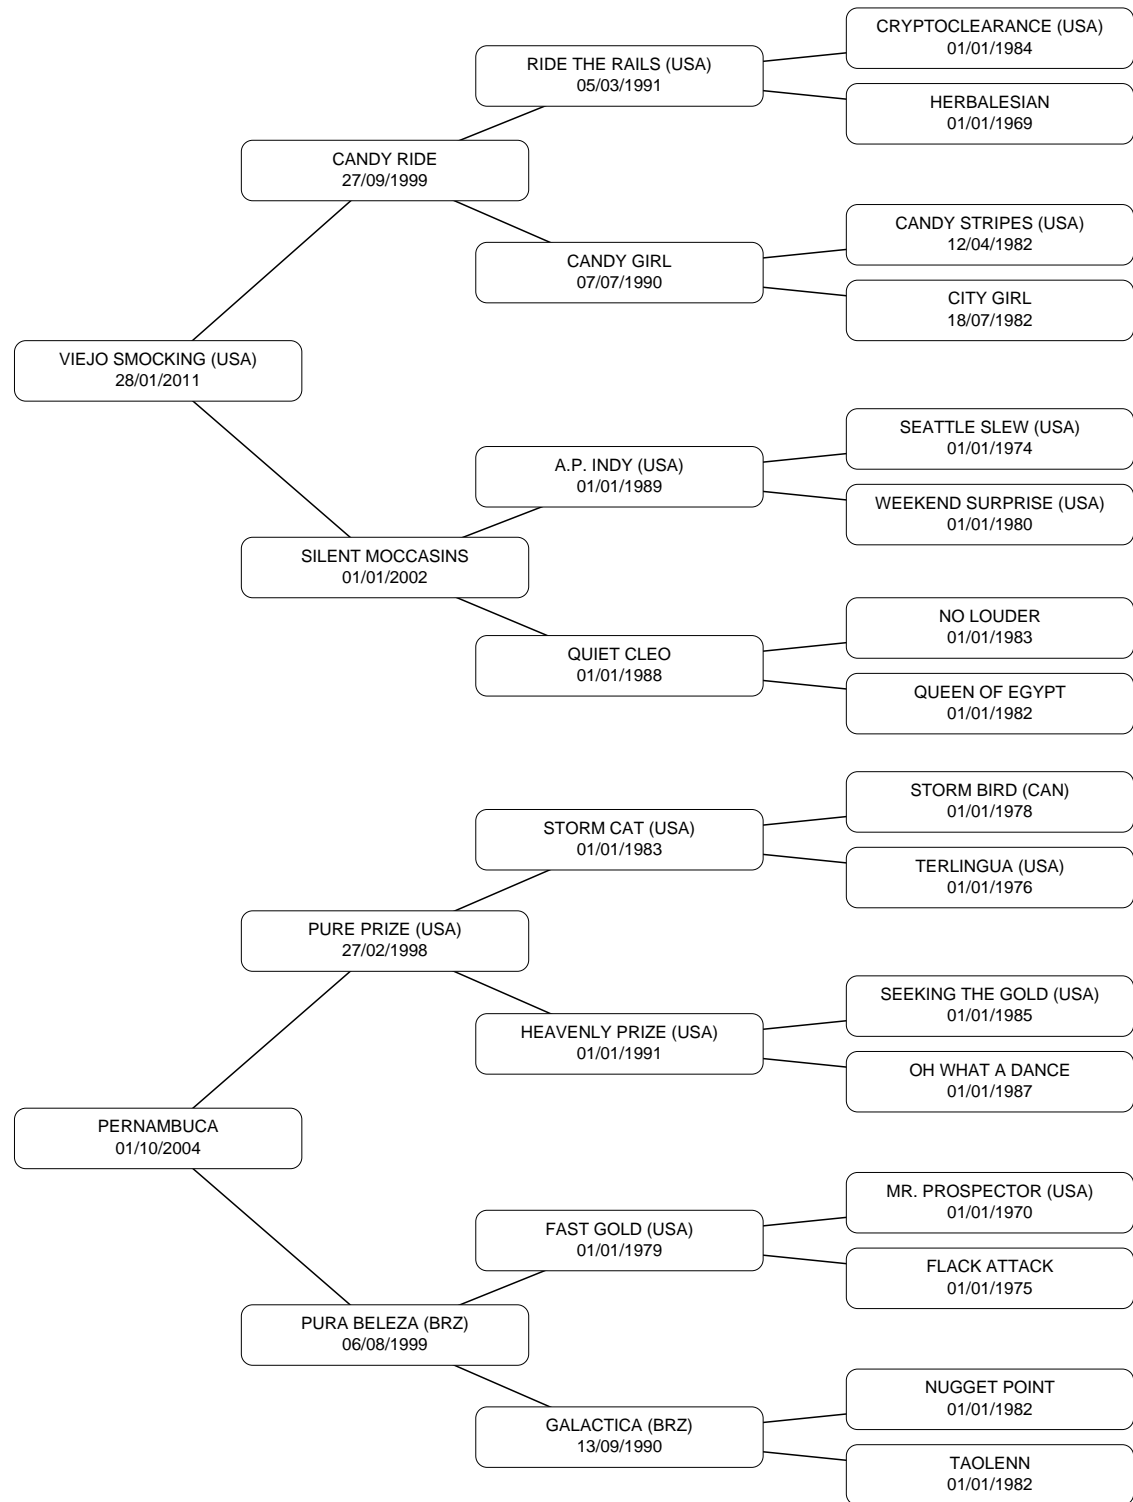 CRYPTOCLEARANCE (USA)
01/01/1984
RIDE THE RAILS (USA)
05/03/1991
HERBALESIAN
01/01/1969
CANDY RIDE
27/09/1999
CANDY STRIPES (USA)
12/04/1982
CANDY GIRL
07/07/1990
CITY GIRL
18/07/1982
VIEJO SMOCKING (USA)
28/01/2011
SEATTLE SLEW (USA)
01/01/1974
A.P. INDY (USA)
01/01/1989
WEEKEND SURPRISE (USA)
01/01/1980
SILENT MOCCASINS
01/01/2002
NO LOUDER
01/01/1983
QUIET CLEO
01/01/1988
QUEEN OF EGYPT
01/01/1982
STORM BIRD (CAN)
01/01/1978
STORM CAT (USA)
01/01/1983
TERLINGUA (USA)
01/01/1976
PURE PRIZE (USA)
27/02/1998
SEEKING THE GOLD (USA)
01/01/1985
HEAVENLY PRIZE (USA)
01/01/1991
OH WHAT A DANCE
01/01/1987
PERNAMBUCA
01/10/2004
MR. PROSPECTOR (USA)
01/01/1970
FAST GOLD (USA)
01/01/1979
FLACK ATTACK
01/01/1975
PURA BELEZA (BRZ)
06/08/1999
NUGGET POINT
01/01/1982
GALACTICA (BRZ)
13/09/1990
TAOLENN
01/01/1982